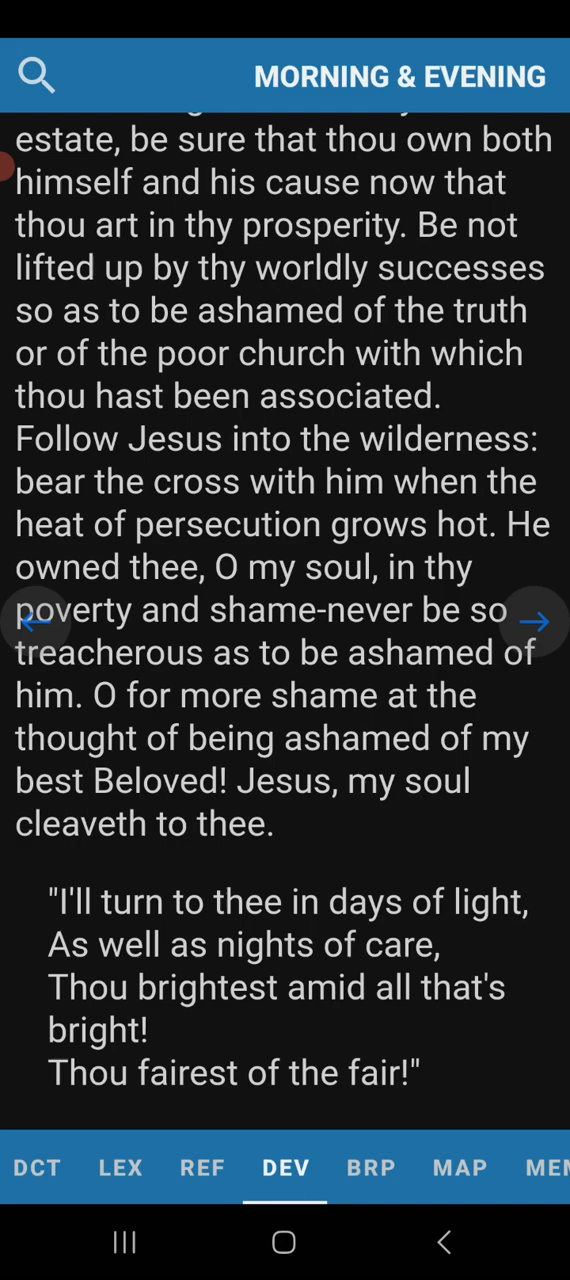 MORNING & EVENING
estate, be sure that thou own both
himself and his cause now that
thou art in thy prosperity. Be not
lifted up by thy worldly successes
so as to be ashamed of the truth
or of the poor church with which
thou hast been associated.
Follow Jesus into the wilderness:
bear the cross with him when the
heat of persecution grows hot. He
owned thee, O my soul, in thy
poverty and shame-never be so
treacherous as to be ashamed of
him. O for more shame at the
thought of being ashamed of my
best Beloved! Jesus, my soul
cleaveth to thee.
"I'll turn to thee in days of light,
As well as nights of care,
Thou brightest amid all that's
bright!
Thou fairest of the fair!"
DCT LEX REF DEV BRP MAP